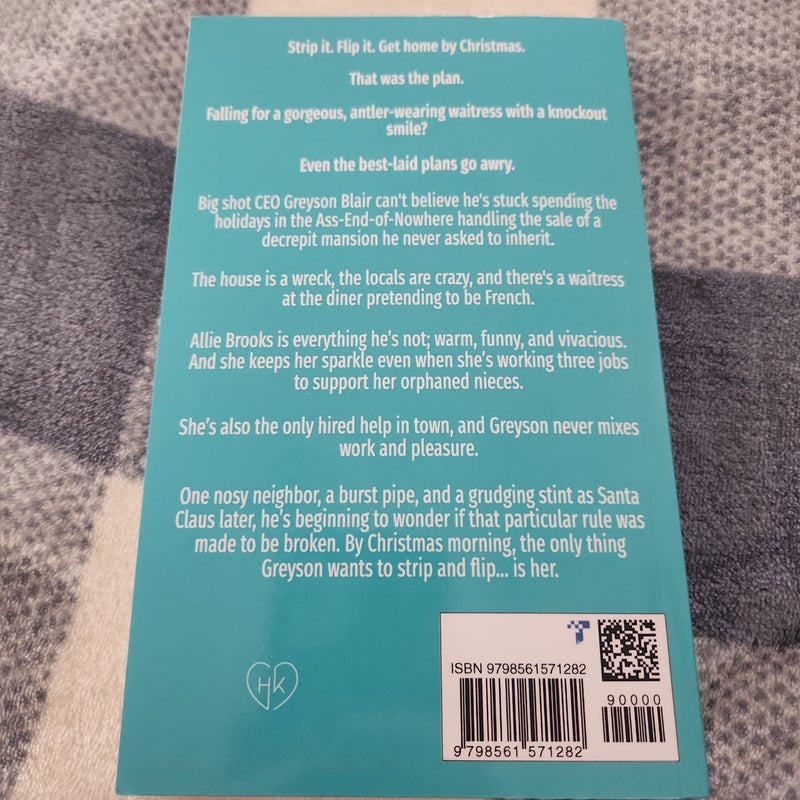 Strip it. Flip it. Get home by Christmas.
That was the plan.
Falling for a gorgeous, antler-wearing waitress with a knockout
smile?
Even the best-laid plans go awry.
Big shot CEO Greyson Blair can't believe he's stuck spending the
holidays in the Ass-End-of-Nowhere handling the sale of a
decrepit mansion he never asked to inherit.
The house is a wreck, the locals are crazy, and there's a waitress
at the diner pretending to be French.
Allie Brooks is everything he's not; warm, funny, and vivacious.
And she keeps her sparkle even when she's working three jobs
to support her orphaned nieces.
She's also the only hired help in town, and Greyson never mixes
work and pleasure.
One nosy neighbor, a burst pipe, and a grudging stint as Santa
Claus later, he's beginning to wonder if that particular rule was
made to be broken. By Christmas morning, the only thing
Greyson wants to strip and flip... is her.
HK
ISBN 9798561571282
90000
9 798561 571282